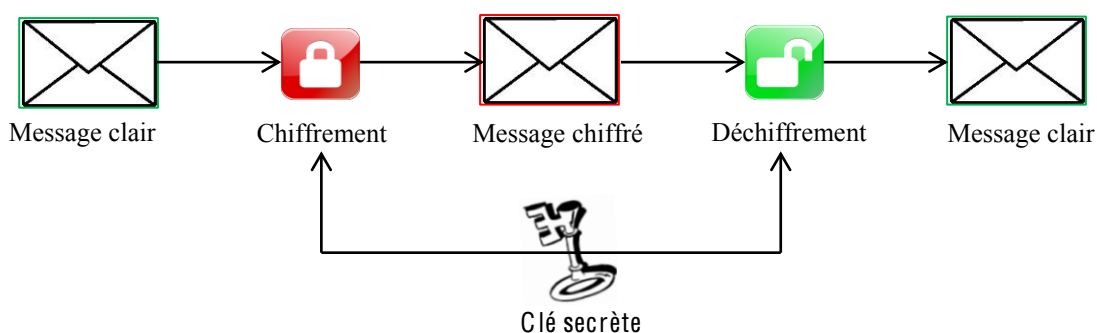 Message clair
Chiffrement
Message chiffré
Déchiffrement
Message clair
Clé secrète